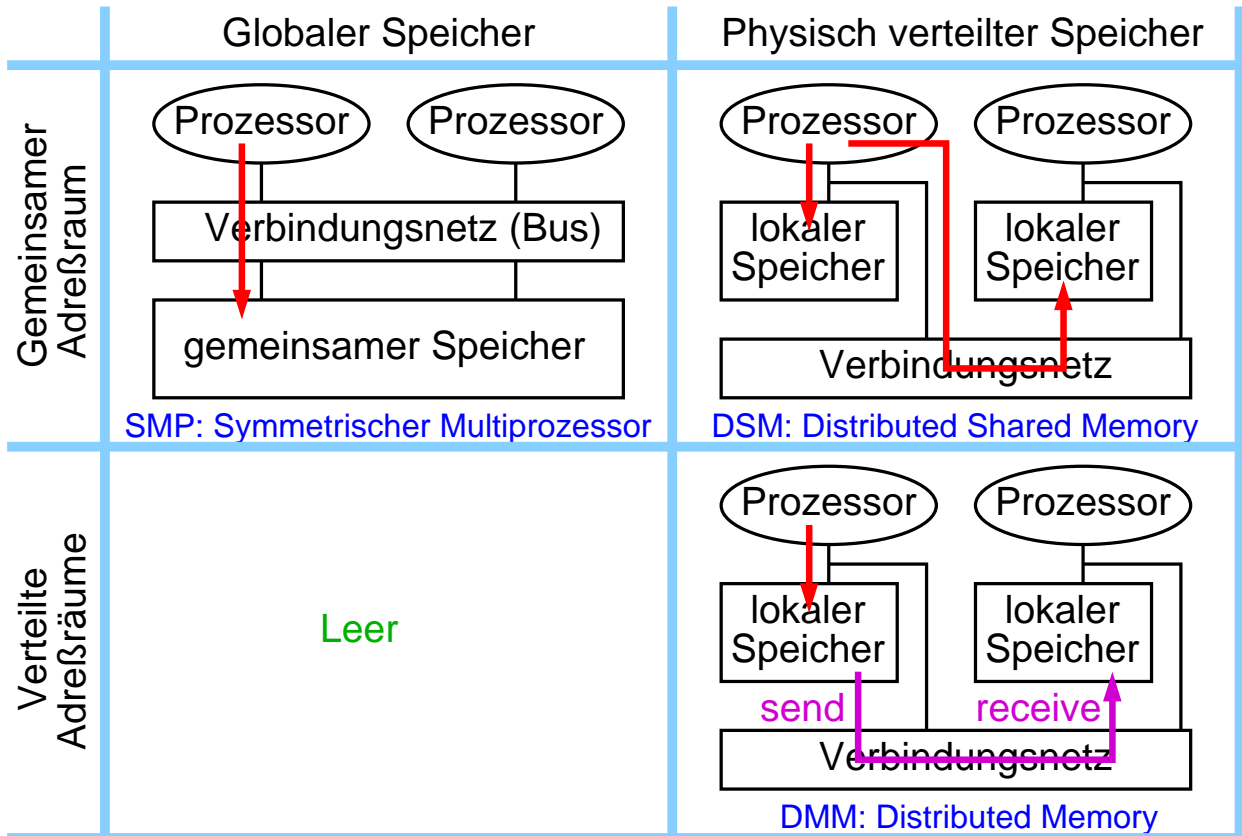 Globaler Speicher
Physisch verteilter Speicher
Gemeinsamer
Adreßraum
Prozessor
Prozessor
Verbindungsnetz (Bus)
gemeinsamer Speicher
SMP: Symmetrischer Multiprozessor
Prozessor
Prozessor
lokaler
Speicher
lokaler
Speicher
Verbindungsnetz
DSM: Distributed Shared Memory
Verteilte
Adreßräume
Leer
Prozessor
Prozessor
lokaler
Speicher
lokaler
Speicher
send
receive
Verbindungsnetz
DMM: Distributed Memory